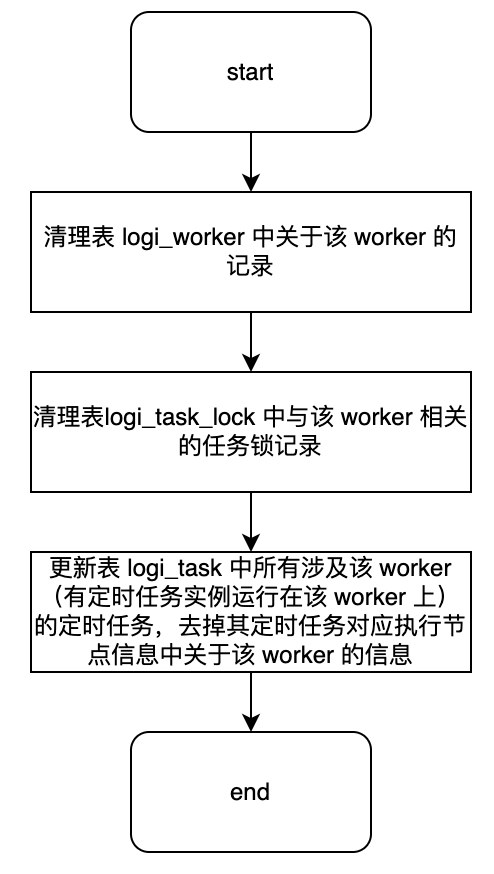 start
清理表 logi_worker 中关于该 worker 的
记录
清理表logi_task_lock 中与该 worker 相关
的任务锁记录
更新表 logi_task 中所有涉及该 worker
（有定时任务实例运行在该 worker 上）
的定时任务，去掉其定时任务对应执行节
点信息中关于该 worker 的信息
end